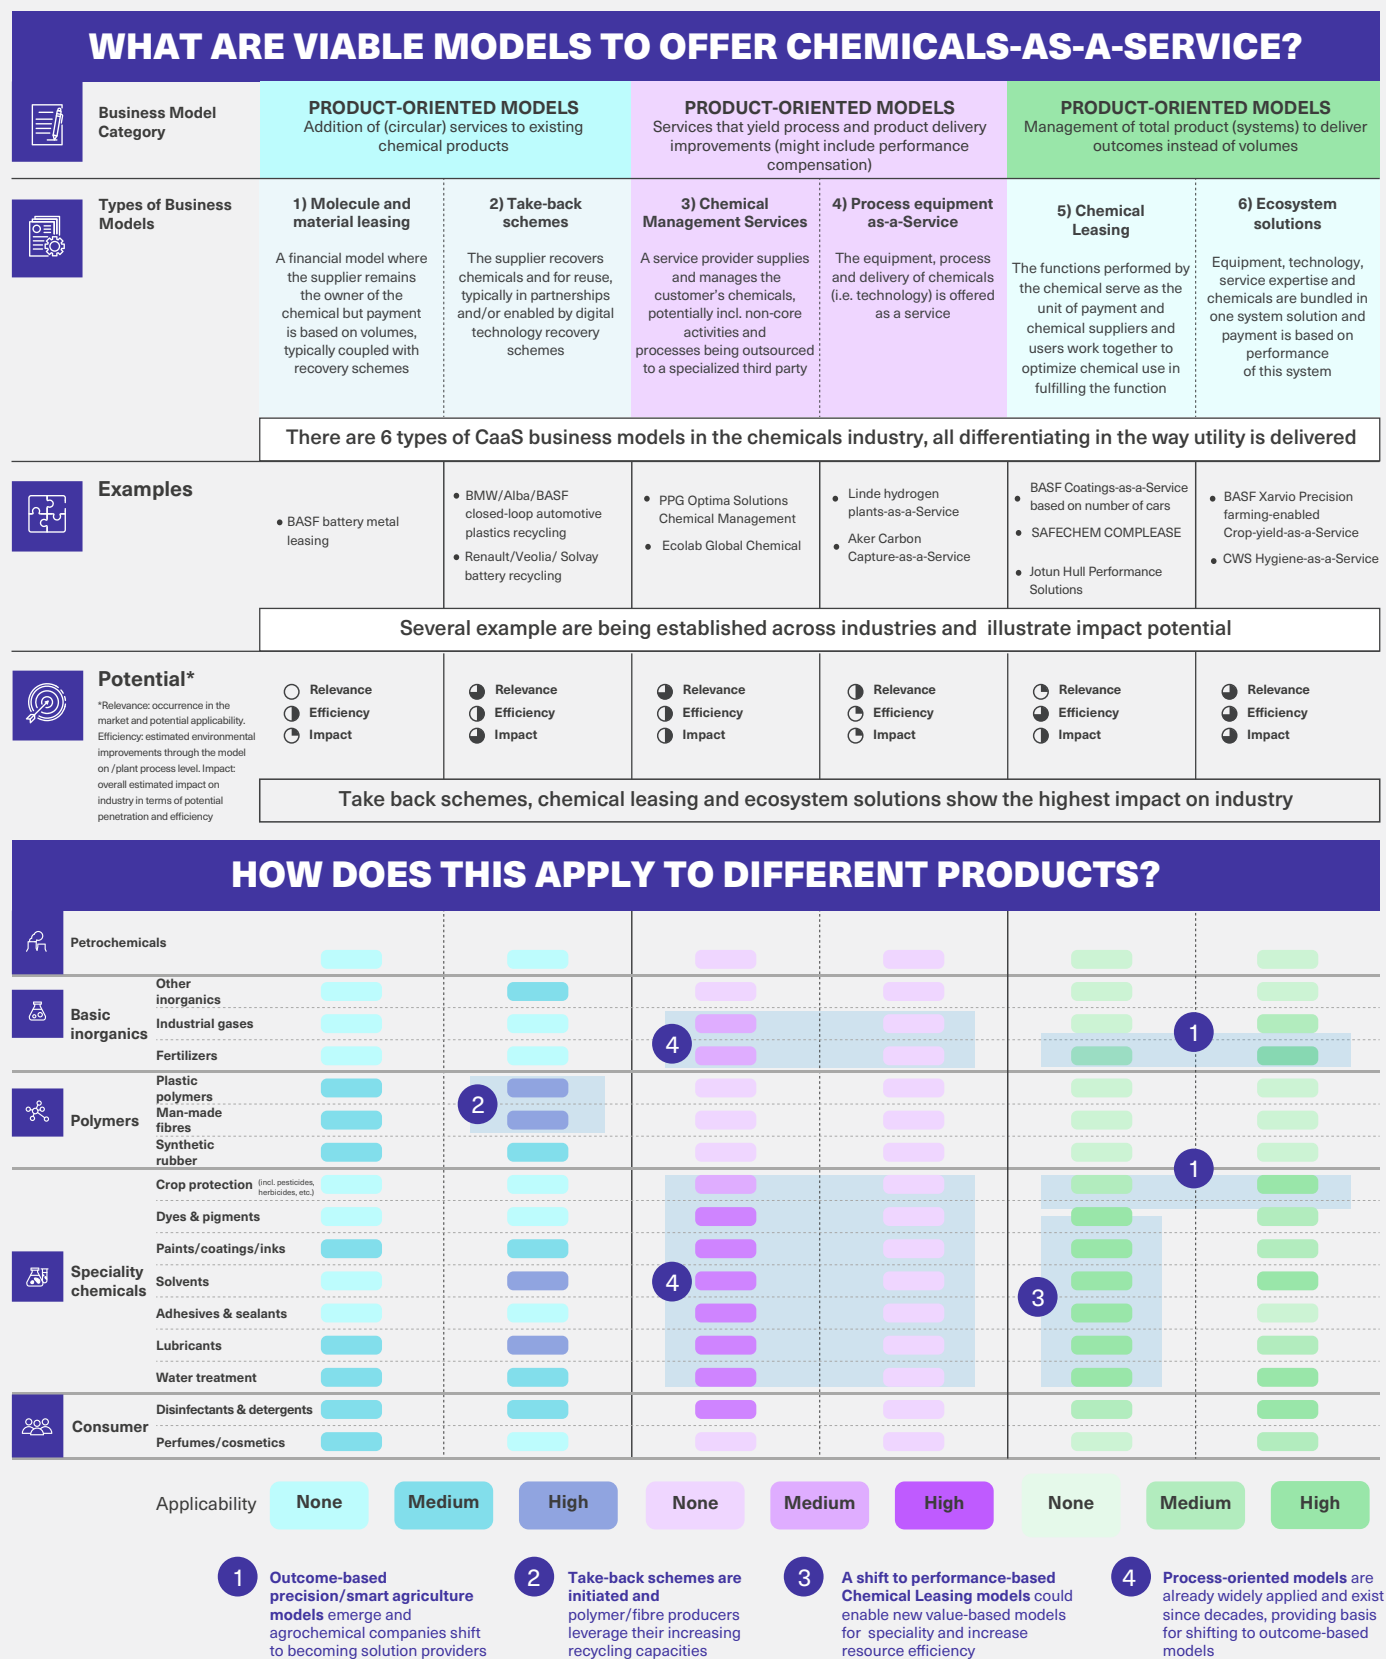 WHAT ARE VIABLE MODELS TO OFFER CHEMICALS-AS-A-SERVICE?
Business Model
Category
PRODUCT-ORIENTED MODELS
Addition of (circular) services to existing
chemical products
PRODUCT-ORIENTED MODELS
Services that yield process and product delivery
improvements (might include performance
compensation)
PRODUCT-ORIENTED MODELS
Management of total product (systems) to deliver
outcomes instead of volumes
Types of Business
Models
1) Molecule and
material leasing
A financial model where
the supplier remains
the owner of the
chemical but payment
is based on volumes,
typically coupled with
recovery schemes
2) Take-back
schemes
The supplier recovers
chemicals and for reuse,
typically in partnerships
and/or enabled by digital
technology recovery
schemes
3) Chemical
Management Services
A service provider supplies
and manages the
customer's chemicals,
potentially incl. non-core
activities and
processes being outsourced
to a specialized third party
4) Process equipment
as-a-Service
The equipment, process
and delivery of chemicals
(i.e. technology) is offered
as a service
5) Chemical
Leasing
The functions performed by
the chemical serve as the
unit of payment and
chemical suppliers and
users work together to
optimize chemical use in
fulfilling the function
6) Ecosystem
solutions
Equipment, technology,
service expertise and
chemicals are bundled in
one system solution and
payment is based on
performance
of this system
There are 6 types of CaaS business models in the chemicals industry, all differentiating in the way utility is delivered
Examples
• BASF battery metal
leasing
• BMW/Alba/BASF
closed-loop automotive
plastics recycling
• Renault/Veolia/ Solvay
battery recycling
• PPG Optima Solutions
Chemical Management
• Ecolab Global Chemical
• Linde hydrogen
plants-as-a-Service
• Aker Carbon
Capture-as-a-Service
• BASF Coatings-as-a-Service
based on number of cars
• SAFECHEM COMPLEASE
• Jotun Hull Performance
Solutions
• BASF Xarvio Precision
farming-enabled
Crop-yield-as-a-Service
• CWS Hygiene-as-a-Service
Several example are being established across industries and illustrate impact potential
Potential*
*Relevance: occurrence in the
market and potential applicability.
Efficiency: estimated environmental
improvements through the model
on /plant process level. Impact:
overall estimated impact on
industry in terms of potential
penetration and efficiency
Relevance
Efficiency
Impact
Relevance
Efficiency
Impact
Relevance
Efficiency
Impact
Relevance
Efficiency
Impact
Relevance
Efficiency
Impact
Relevance
Efficiency
Impact
Take back schemes, chemical leasing and ecosystem solutions show the highest impact on industry
HOW DOES THIS APPLY TO DIFFERENT PRODUCTS?
Petrochemicals
Basic
inorganics
Other
inorganics
Industrial gases
Fertilizers
4
1
Polymers
Plastic
polymers
Man-made
fibres
Synthetic
rubber
2
1
Speciality
chemicals
Crop protection (incl. pesticides,
herbicides, etc.)
Dyes & pigments
Paints/coatings/inks
Solvents
Adhesives & sealants
Lubricants
Water treatment
4
3
Consumer
Disinfectants & detergents
Perfumes/cosmetics
Applicability
None
Medium
High
None
Medium
High
None
Medium
High
1
Outcome-based
precision/smart agriculture
models emerge and
agrochemical companies shift
to becoming solution providers
2
Take-back schemes are
initiated and
polymer/fibre producers
leverage their increasing
recycling capacities
3
A shift to performance-based
Chemical Leasing models could
enable new value-based models
for speciality and increase
resource efficiency
4
Process-oriented models are
already widely applied and exist
since decades, providing basis
for shifting to outcome-based
models